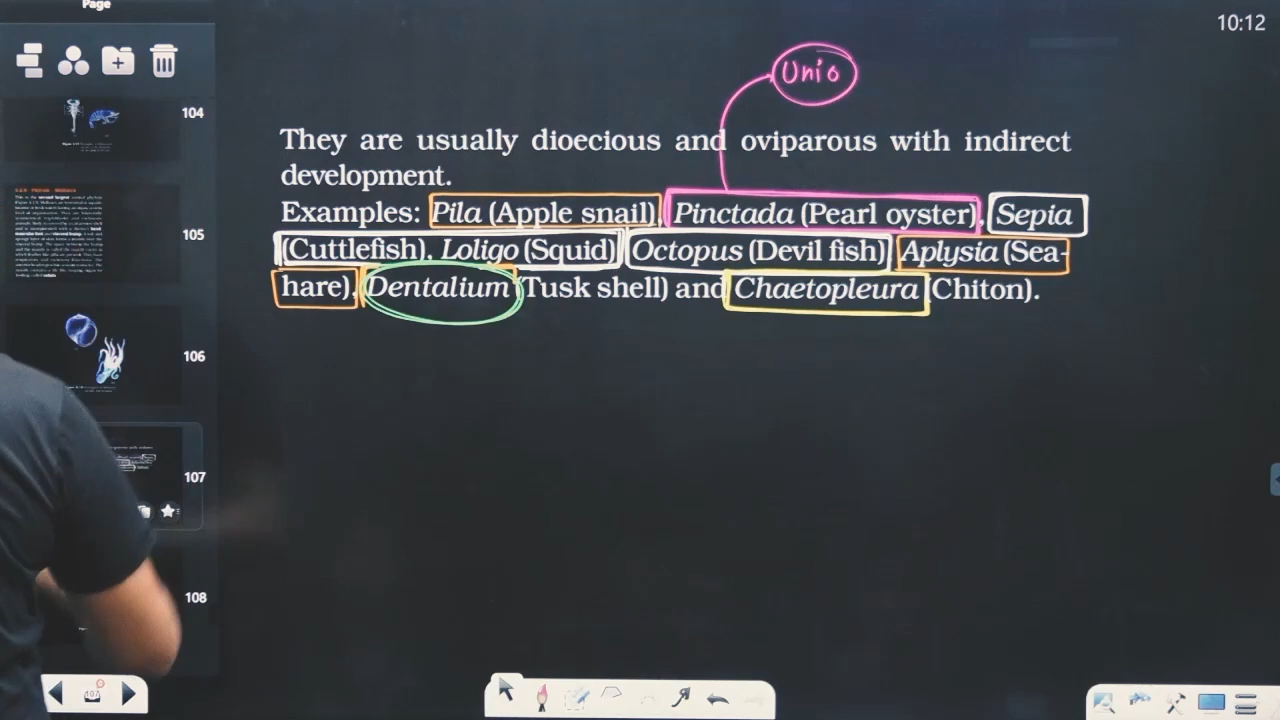 Page
10:12
104
Unio
They are usually dioecious and oviparous with indirect
development.
Examples: Pila (Apple snail), Pinctada (Pearl oyster), Sepia
(Cuttlefish), Loligo (Squid), Octopus (Devil fish), Aplysia (Sea-
hare), Dentalium (Tusk shell) and Chaetopleura (Chiton).
105
106
107
108
107